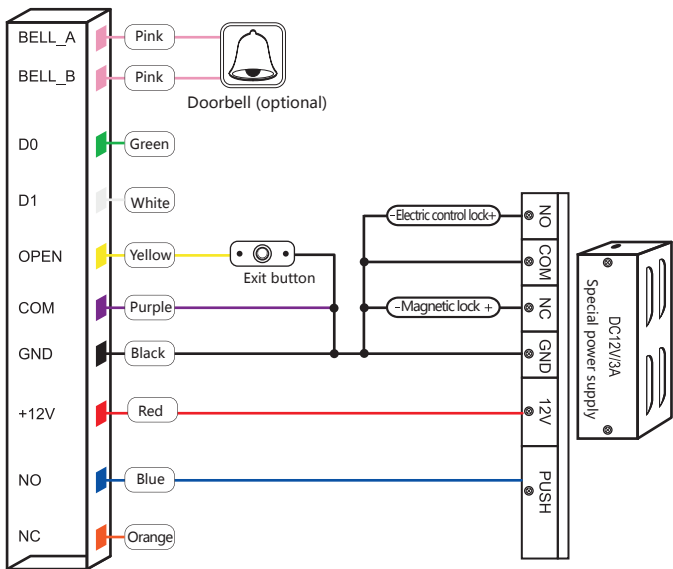 BELL_A
Pink
BELL_B
Pink
Doorbell (optional)
D0
Green
D1
White
OPEN
Yellow
Exit button
COM
Purple
GND
Black
+12V
Red
NO
Blue
NC
Orange
-Electric control lock+
-Magnetic lock +
NO
COM
NC
GND
12V
PUSH
DC12V/3A
Special power supply